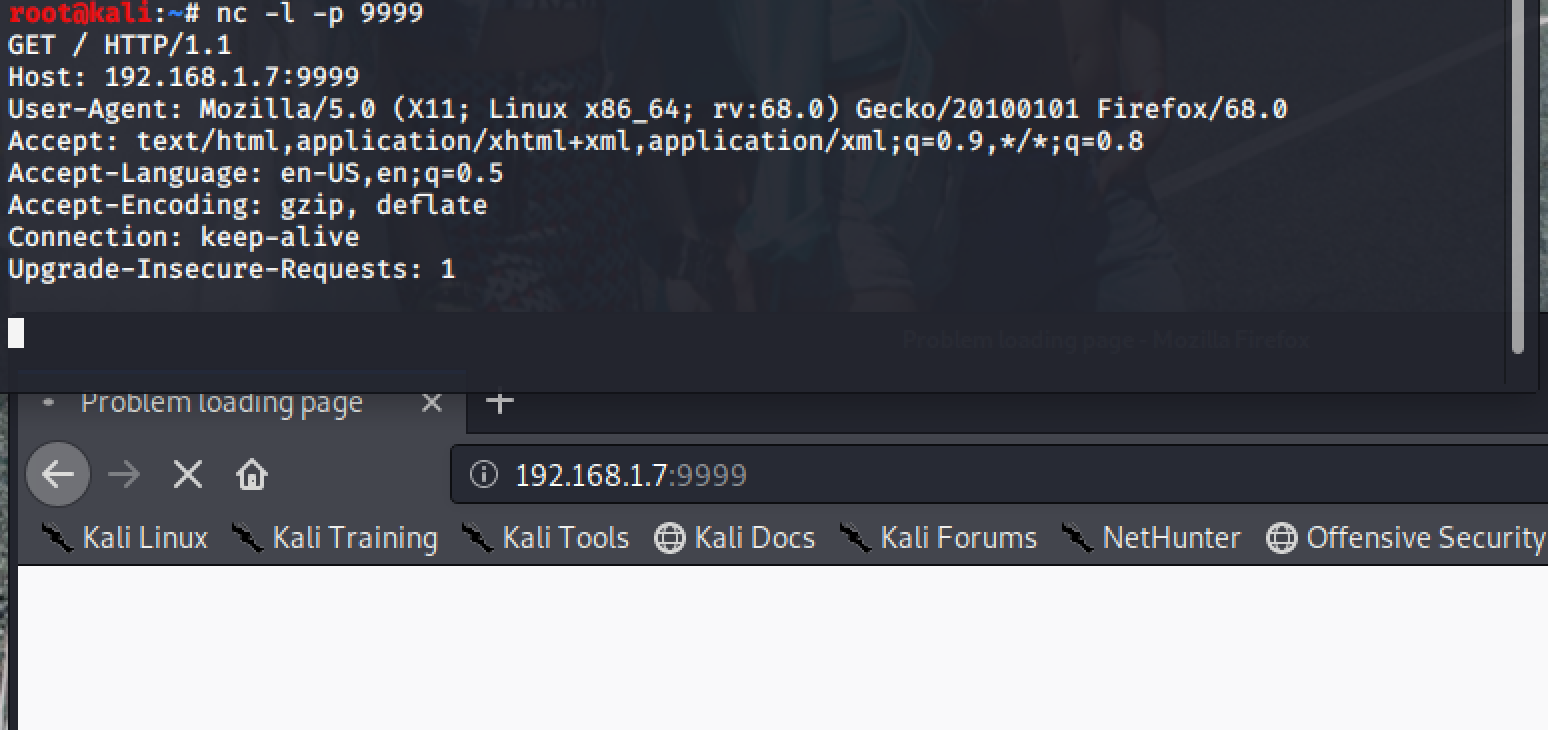 root@kali:~# nc -l -p 9999
GET / HTTP/1.1
Host: 192.168.1.7:9999
User-Agent: Mozilla/5.0 (X11; Linux x86_64; rv:68.0) Gecko/20100101 Firefox/68.0
Accept: text/html,application/xhtml+xml,application/xml;q=0.9,*/*;q=0.8
Accept-Language: en-US,en;q=0.5
Accept-Encoding: gzip, deflate
Connection: keep-alive
Upgrade-Insecure-Requests: 1
Problem loading page - Mozilla Firefox
Problem loading page
192.168.1.7:9999
Kali Linux Kali Training Kali Tools Kali Docs Kali Forums NetHunter Offensive Security